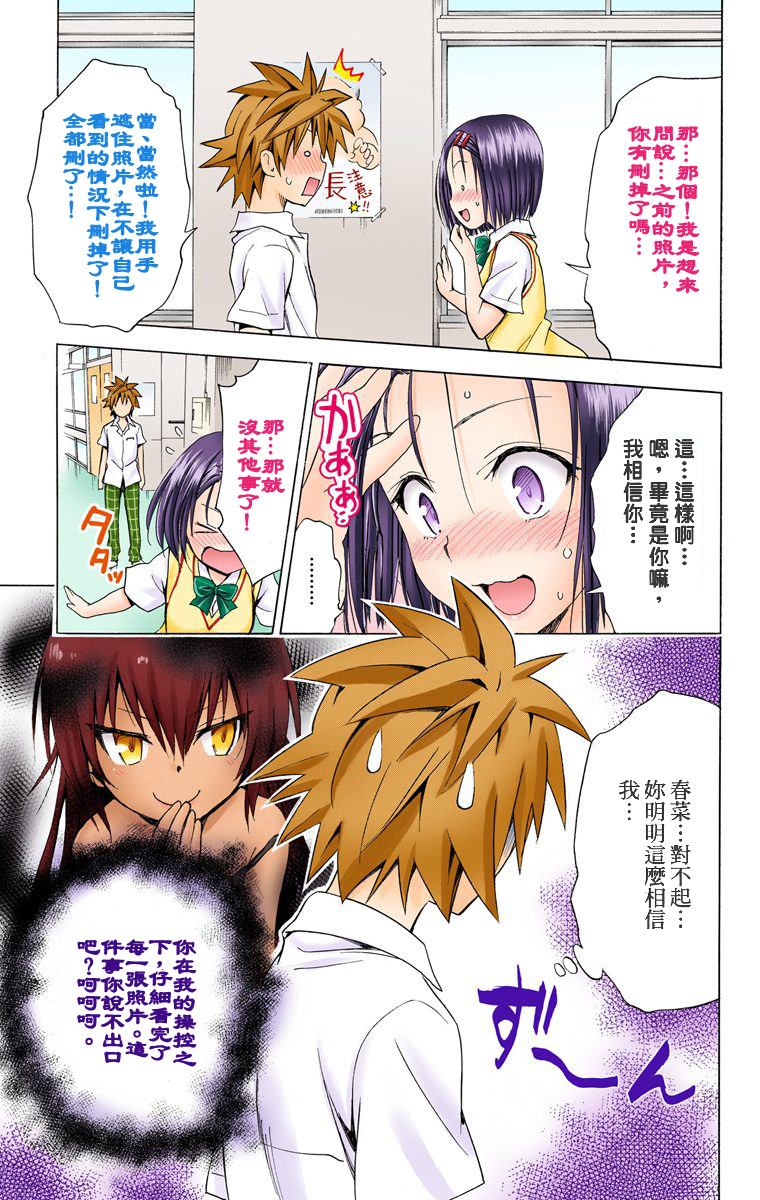 那…那個！我是想來
問說…之前的照片，
你有刪掉了嗎…
長
注意!!
當、當然啦！我用手
遮住照片，在不讓自己
看到的情況下刪掉了！
全都刪了…！
這…這樣啊…
嗯，畢竟是你嘛，
我相信你…
かあぁ
………
那…那就
沒其他事了！
タタタッ
春菜…對不起…
妳明明這麼相信
我…
ず〜ん
你在我的操控之
下，仔細看完了
每一張照片。這
件事你說不出口
吧？呵呵呵。